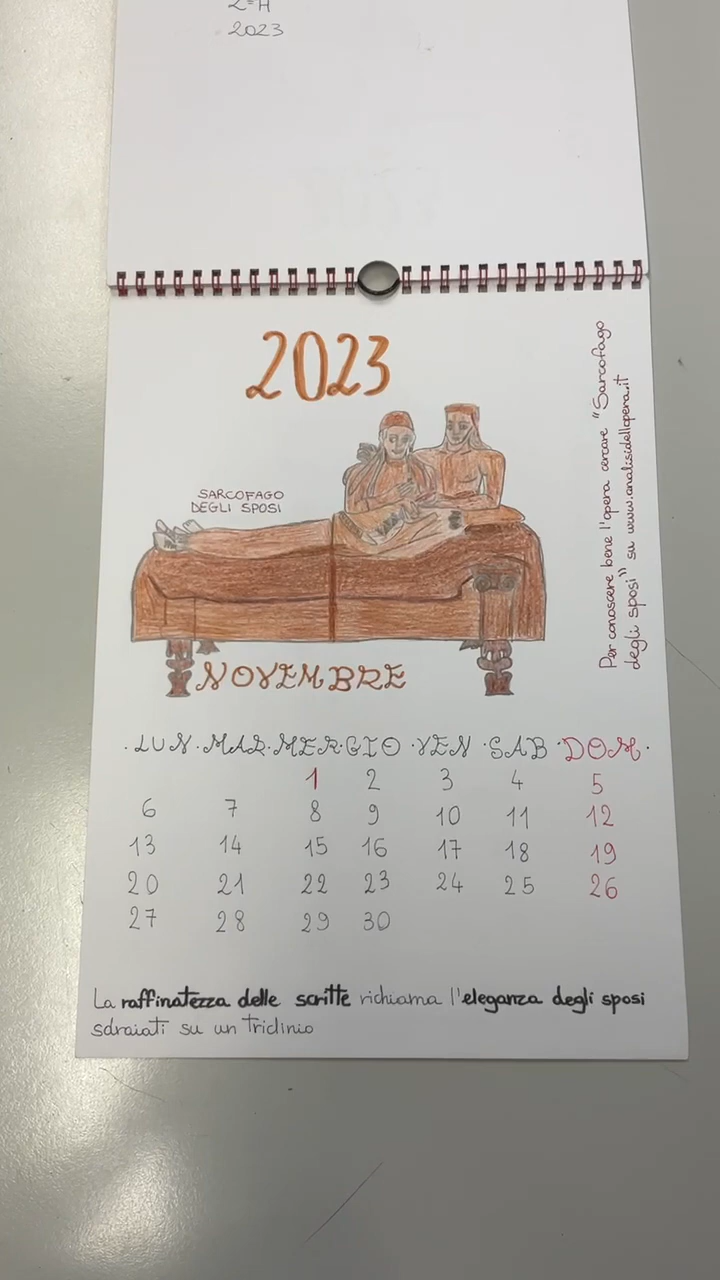 2ªH
2023
2023
SARCOFAGO
DEGLI SPOSI
Per conoscere bene l'opera cercare "Sarcofago
degli sposi" su www.analisidellopera.it
NOVEMBRE
·LUN·MAR·MER·GIO·VEN·SAB·DOM·
1 2 3 4 5
6 7 8 9 10 11 12
13 14 15 16 17 18 19
20 21 22 23 24 25 26
27 28 29 30
La raffinatezza delle scritte richiama l'eleganza degli sposi
sdraiati su un triclinio